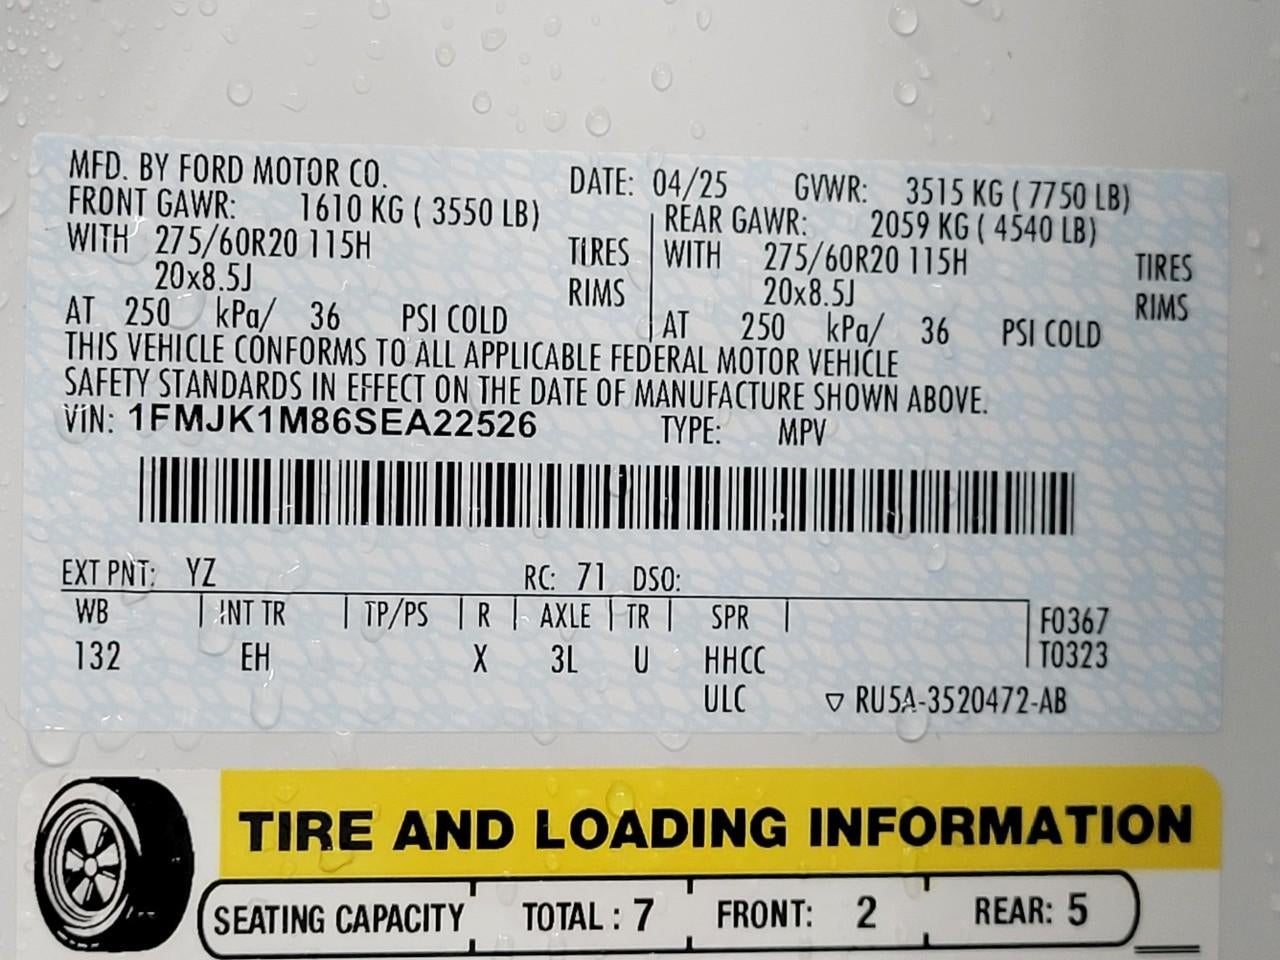 MFD. BY FORD MOTOR CO. DATE: 04/25 GVWR: 3515 KG ( 7750 LB)
FRONT GAWR: 1610 KG ( 3550 LB) REAR GAWR: 2059 KG ( 4540 LB)
WITH 275/60R20 115H TIRES WITH 275/60R20 115H TIRES
20x8.5J RIMS 20x8.5J RIMS
AT 250 kPa/ 36 PSI COLD AT 250 kPa/ 36 PSI COLD
THIS VEHICLE CONFORMS TO ALL APPLICABLE FEDERAL MOTOR VEHICLE
SAFETY STANDARDS IN EFFECT ON THE DATE OF MANUFACTURE SHOWN ABOVE.
VIN: 1FMJK1M86SEA22526 TYPE: MPV
EXT PNT: YZ RC: 71 DSO:
WB INT TR TP/PS R AXLE TR SPR F0367
132 EH X 3L U HHCC T0323
ULC ▽ RU5A-3520472-AB
TIRE AND LOADING INFORMATION
SEATING CAPACITY TOTAL : 7 FRONT: 2 REAR: 5